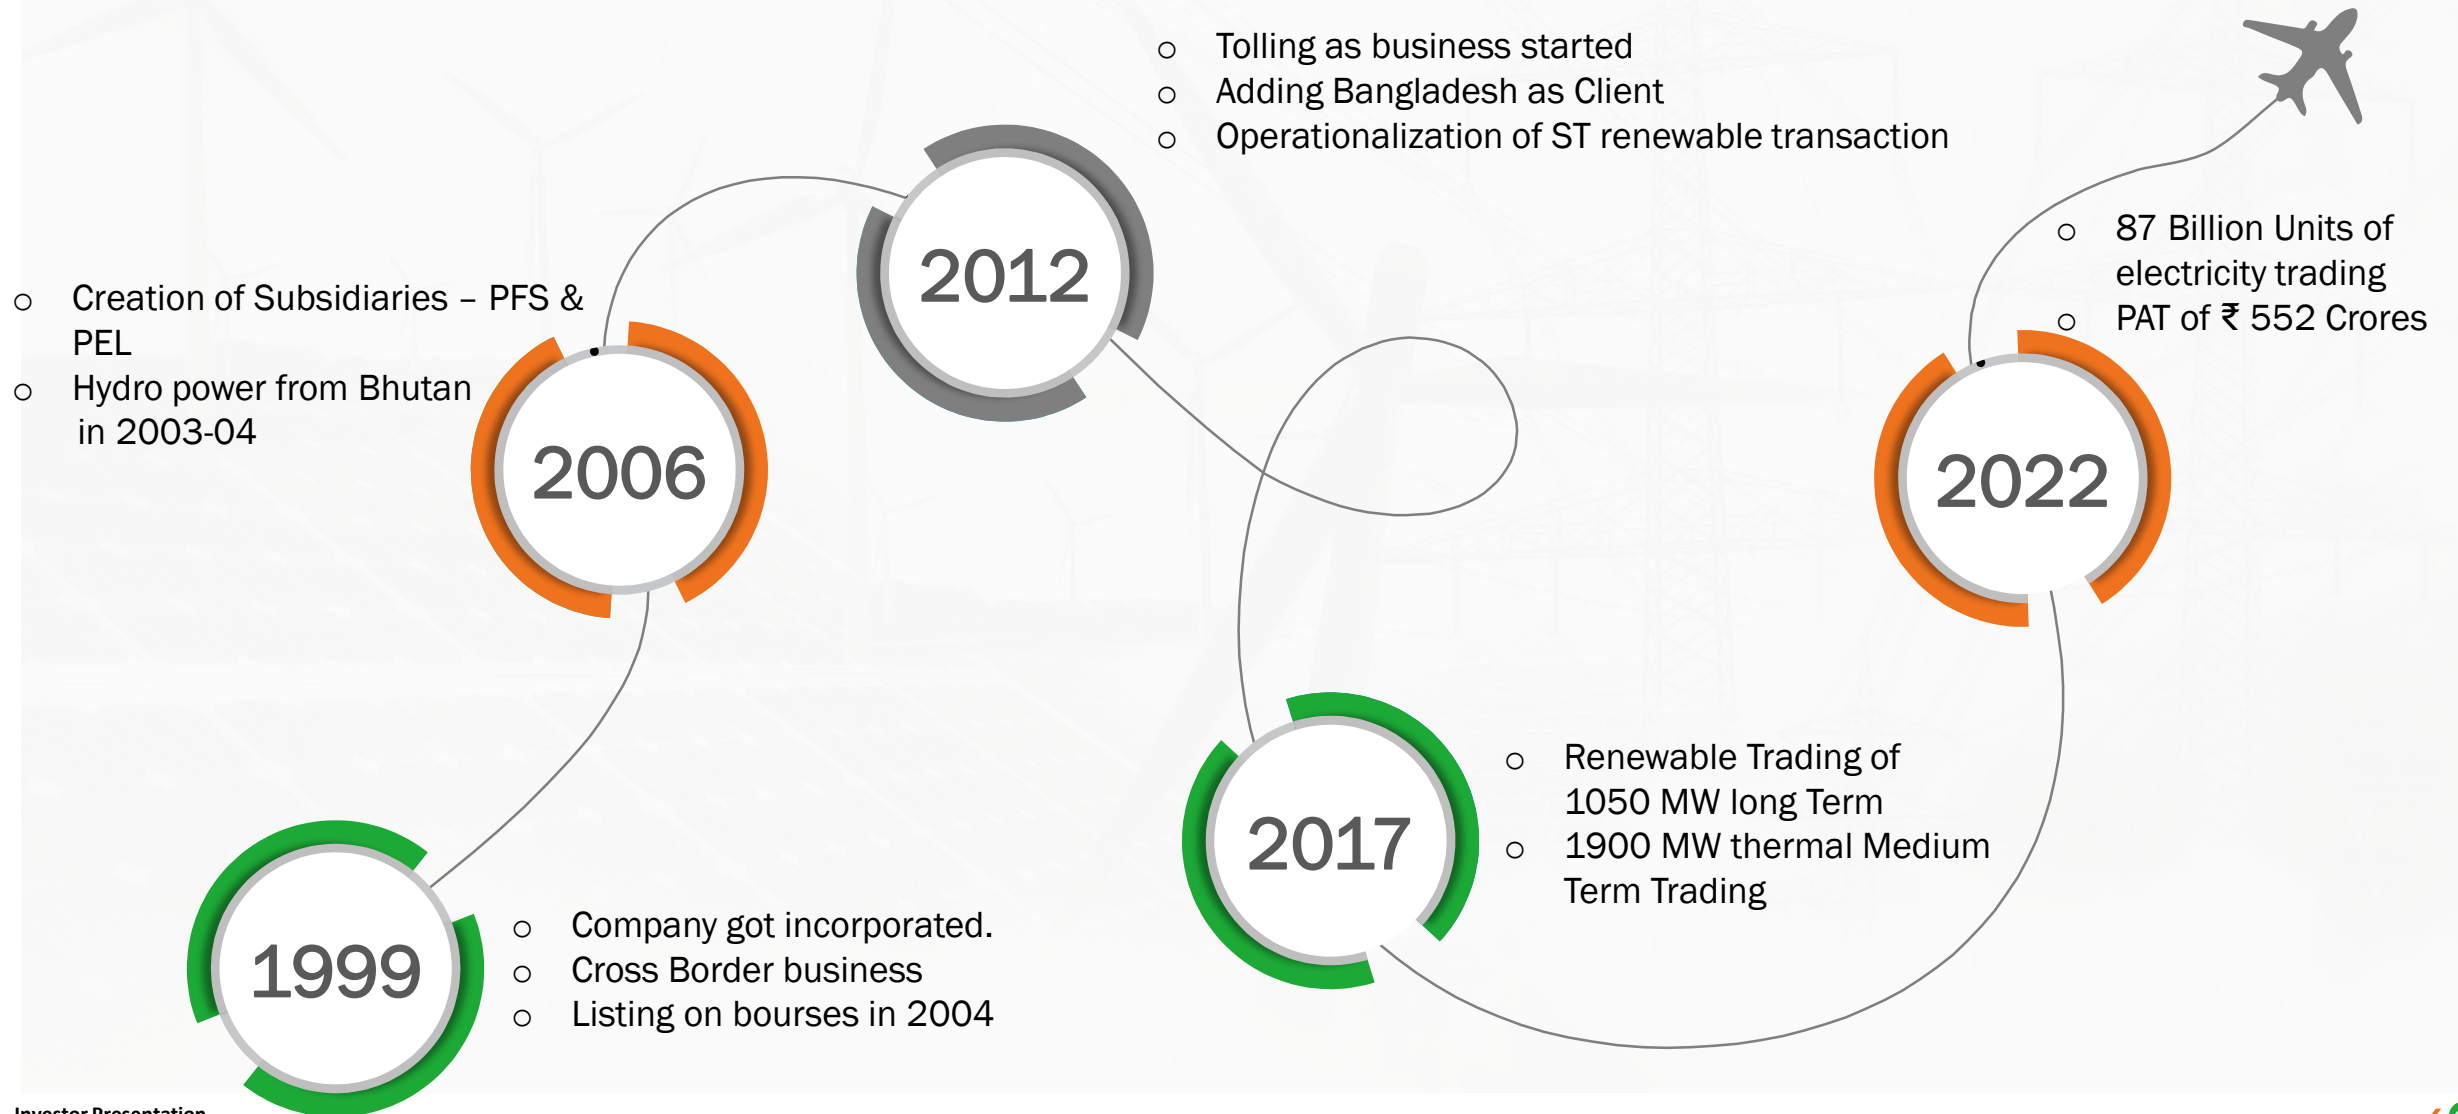 ○ Tolling as business started
○ Adding Bangladesh as Client
○ Operationalization of ST renewable transaction
2012
○ 87 Billion Units of
electricity trading
○ PAT of ₹ 552 Crores
2022
○ Creation of Subsidiaries – PFS &
PEL
○ Hydro power from Bhutan
in 2003-04
2006
2017
○ Renewable Trading of
1050 MW long Term
○ 1900 MW thermal Medium
Term Trading
1999
○ Company got incorporated.
○ Cross Border business
○ Listing on bourses in 2004
Investor Presentation